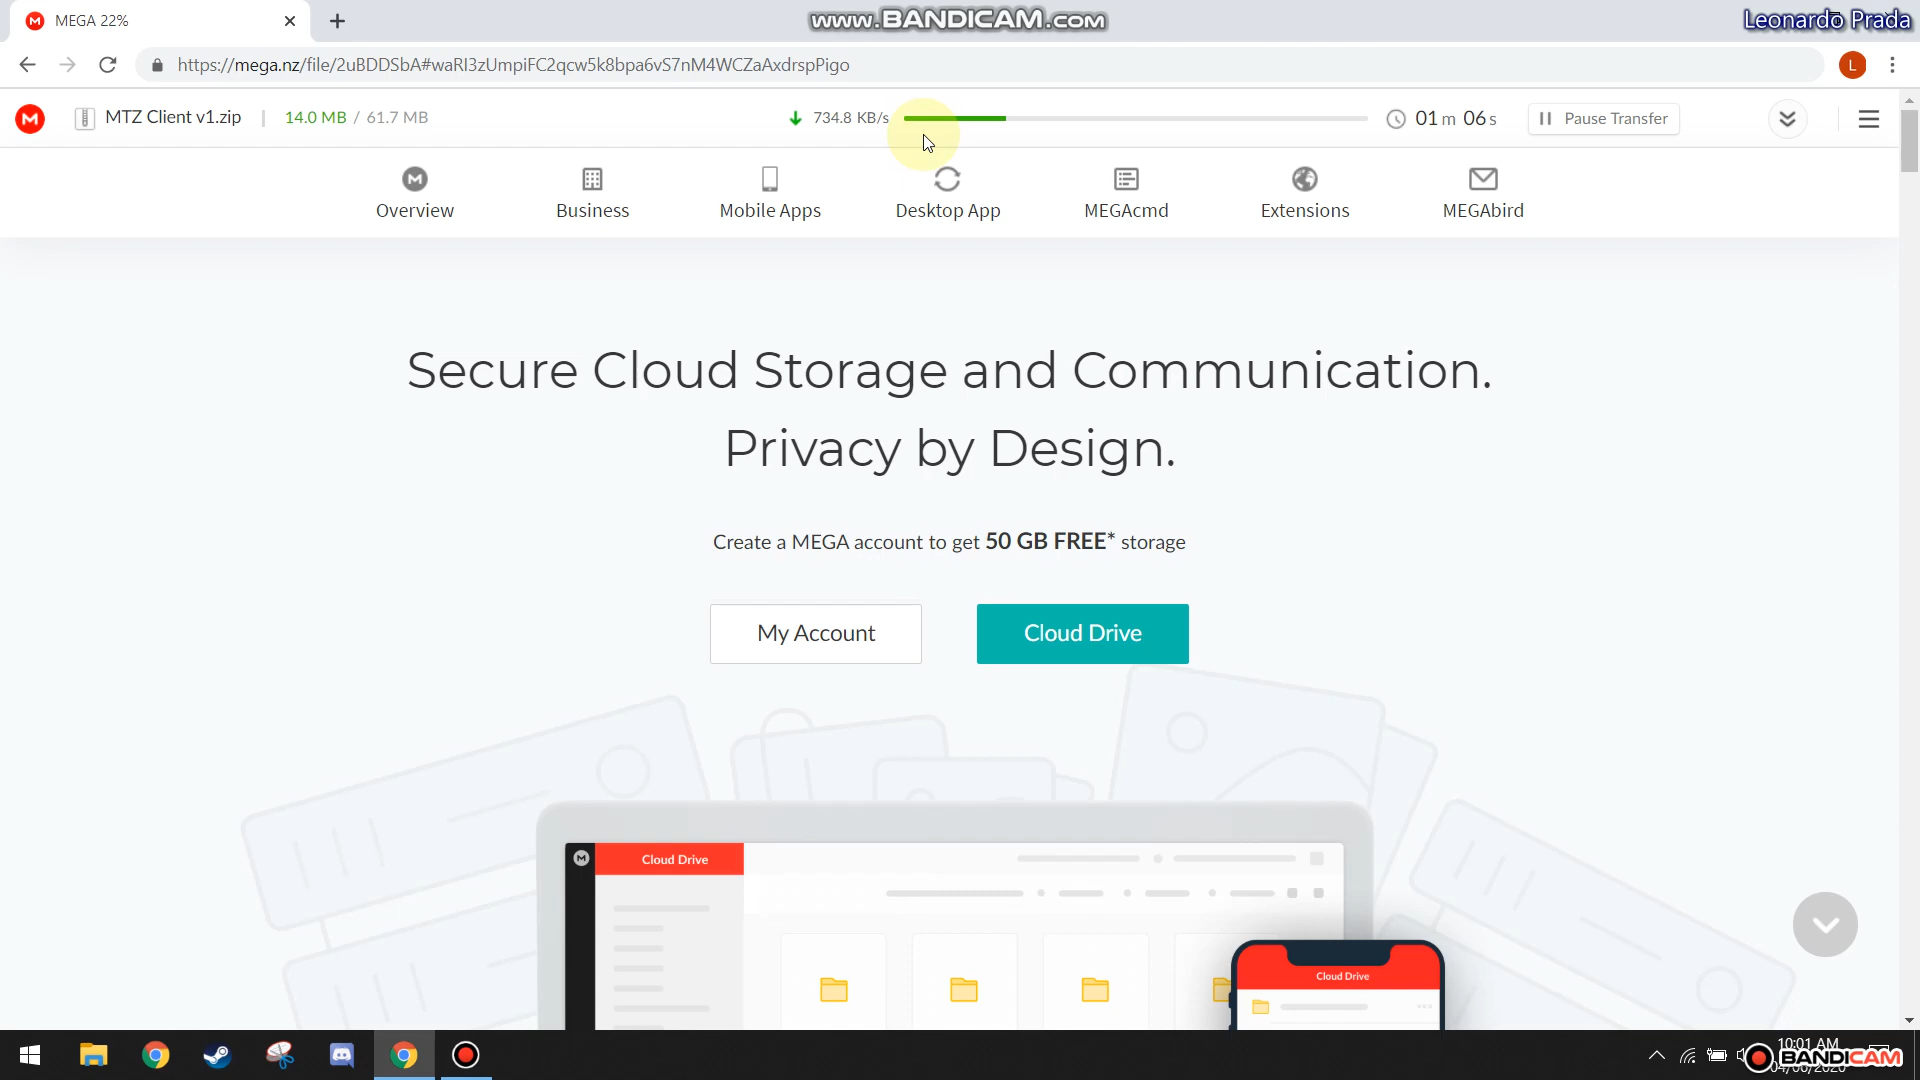 MEGA 22%
www.BANDICAM.com
Leonardo Prada
https://mega.nz/file/2uBDDSbA#waRI3zUmpiFC2qcw5k8bpa6vS7nM4WCZaAxdrspPigo
L
MTZ Client v1.zip | 14.0 MB / 61.7 MB
734.8 KB/s
01 m 06 s
Pause Transfer
Overview
Business
Mobile Apps
Desktop App
MEGAcmd
Extensions
MEGAbird
Secure Cloud Storage and Communication.
Privacy by Design.
Create a MEGA account to get 50 GB FREE* storage
My Account
Cloud Drive
Cloud Drive
Cloud Drive
10:01 AM
BANDICAM